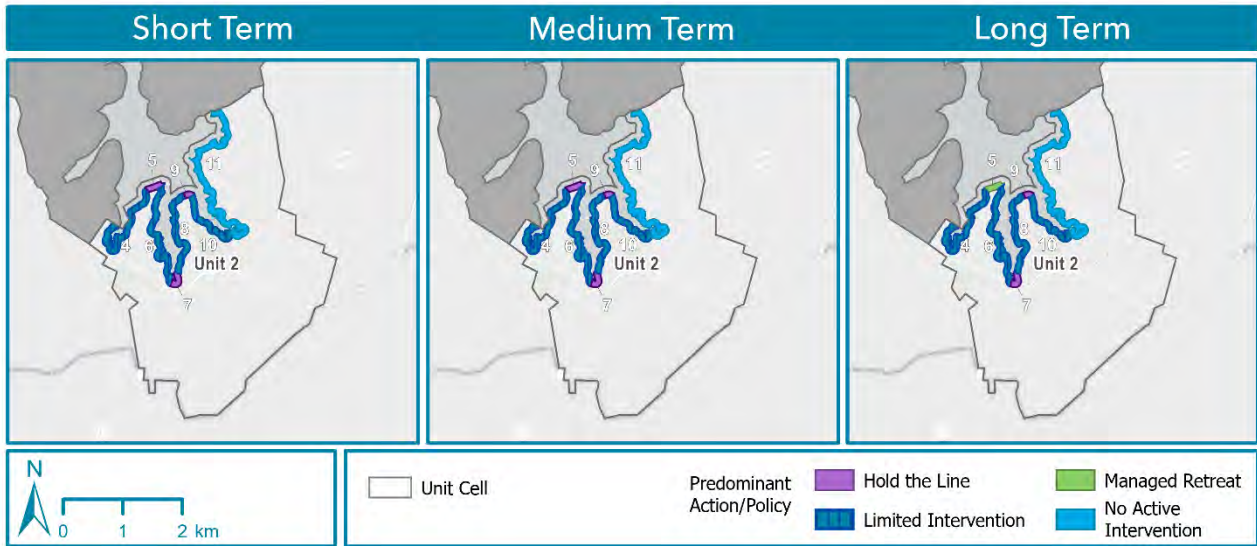 Short Term
Medium Term
Long Term
5
9
11
4
6
8
10
Unit 2
7
5
9
11
4
6
8
10
Unit 2
7
5
9
11
4
6
8
10
Unit 2
7
N
0 1 2 km
Unit Cell
Predominant
Action/Policy
Hold the Line
Limited Intervention
Managed Retreat
No Active
Intervention